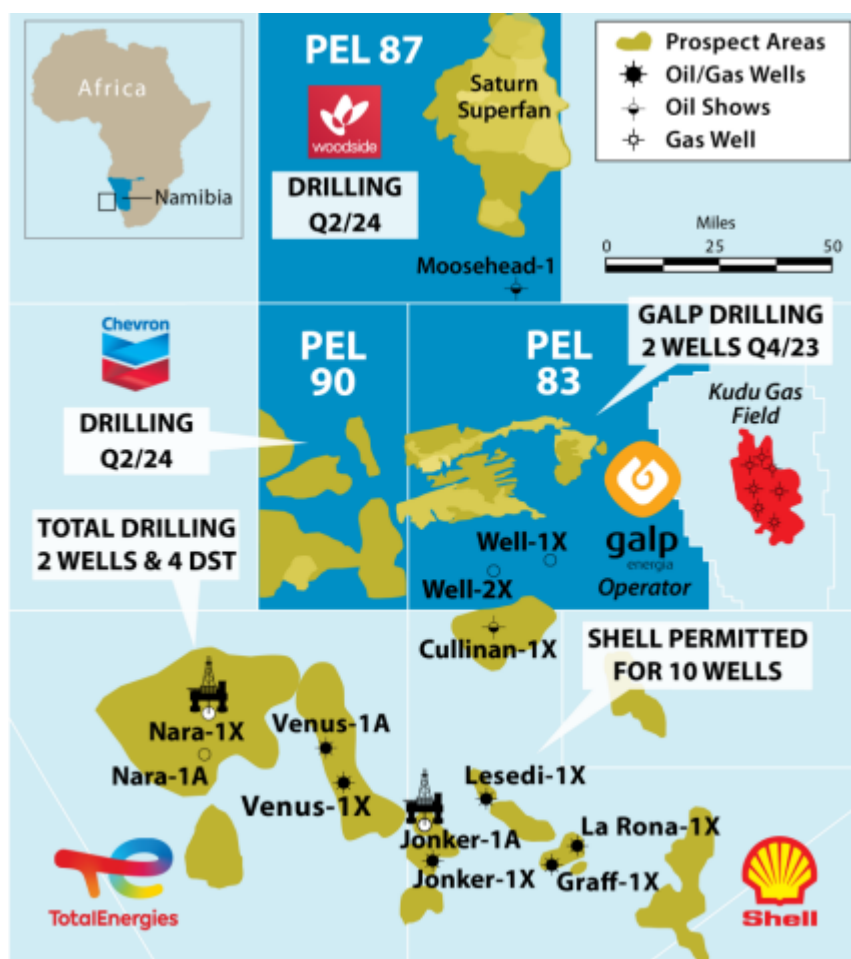 Africa
Namibia
PEL 87
woodside
DRILLING
Q2/24
Saturn
Superfan
Moosehead-1
Prospect Areas
Oil/Gas Wells
Oil Shows
Gas Well
Miles
0 25 50
Chevron
DRILLING
Q2/24
PEL
90
PEL
83
GALP DRILLING
2 WELLS Q4/23
Kudu Gas
Field
TOTAL DRILLING
2 WELLS & 4 DST
Well-1X
Well-2X
galp
energia
Operator
Cullinan-1X
SHELL PERMITTED
FOR 10 WELLS
Nara-1X
Nara-1A
Venus-1A
Venus-1X
Lesedi-1X
Jonker-1A
Jonker-1X
La Rona-1X
Graff-1X
TotalEnergies
Shell